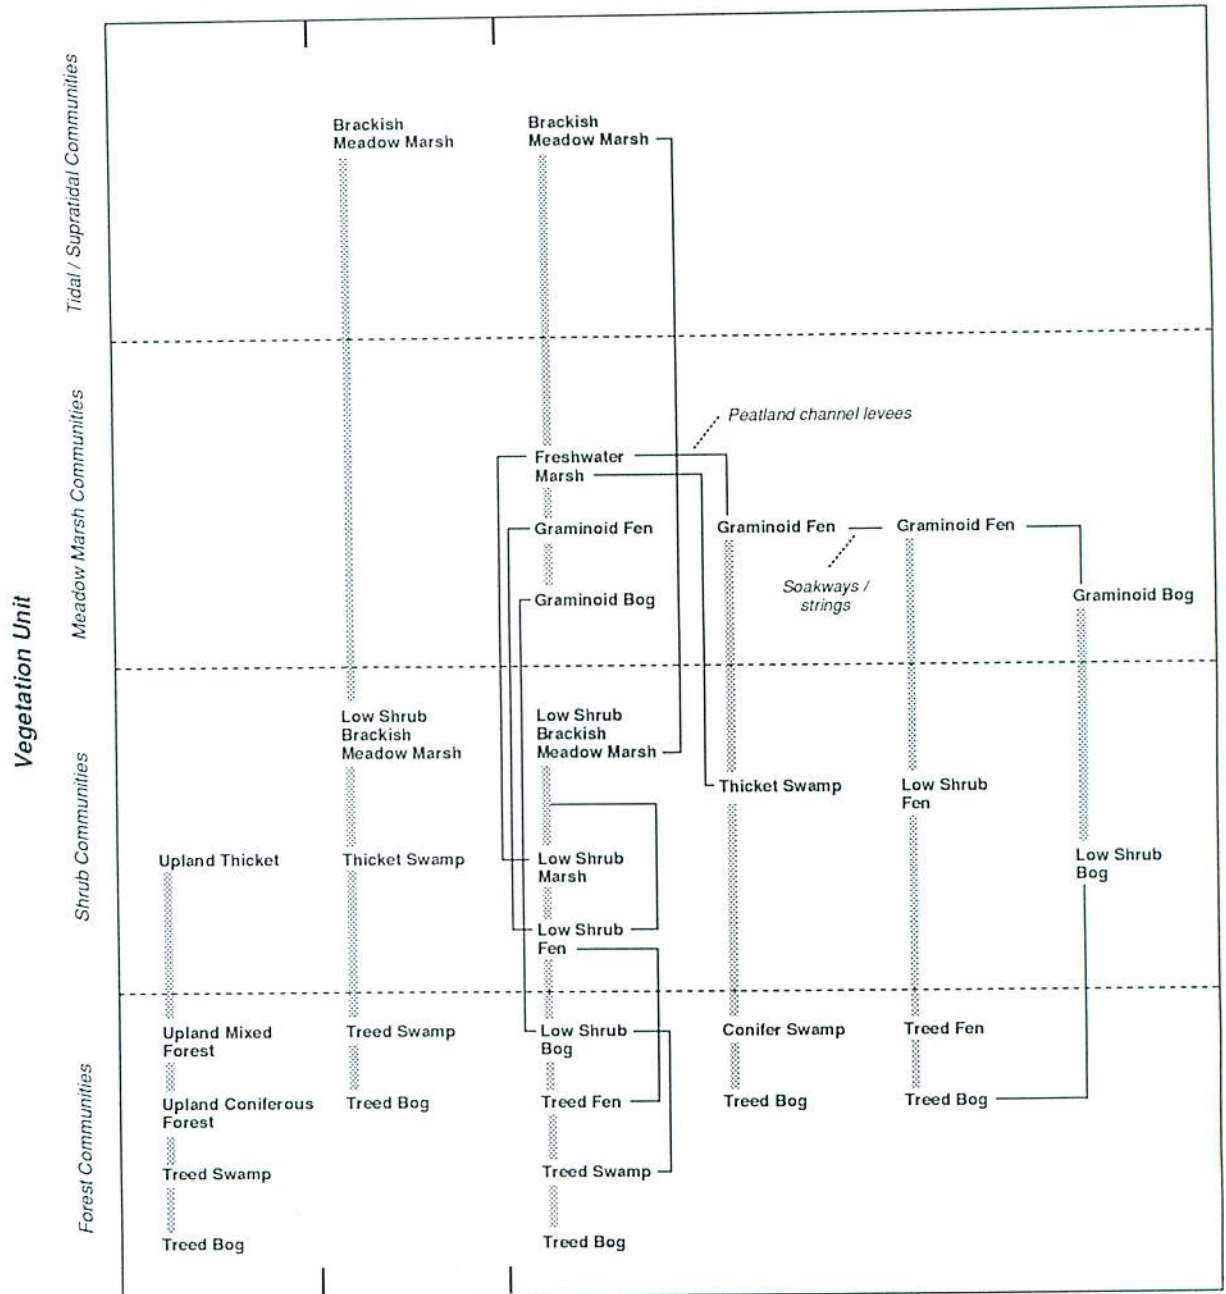 Vegetation Unit
Tidal / Supratidal Communities
Brackish
Meadow Marsh
Brackish
Meadow Marsh
Meadow Marsh Communities
Peatland channel levees
Freshwater
Marsh
Graminoid Fen
Graminoid Fen
Graminoid Fen
Soakways /
strings
Graminoid Bog
Graminoid Bog
Shrub Communities
Low Shrub
Brackish
Meadow Marsh
Low Shrub
Brackish
Meadow Marsh
Thicket Swamp
Low Shrub
Fen
Upland Thicket
Thicket Swamp
Low Shrub
Marsh
Low Shrub
Bog
Low Shrub
Fen
Forest Communities
Upland Mixed
Forest
Treed Swamp
Low Shrub
Bog
Conifer Swamp
Treed Fen
Upland Coniferous
Forest
Treed Bog
Treed Fen
Treed Bog
Treed Bog
Treed Swamp
Treed Swamp
Treed Bog
Treed Bog